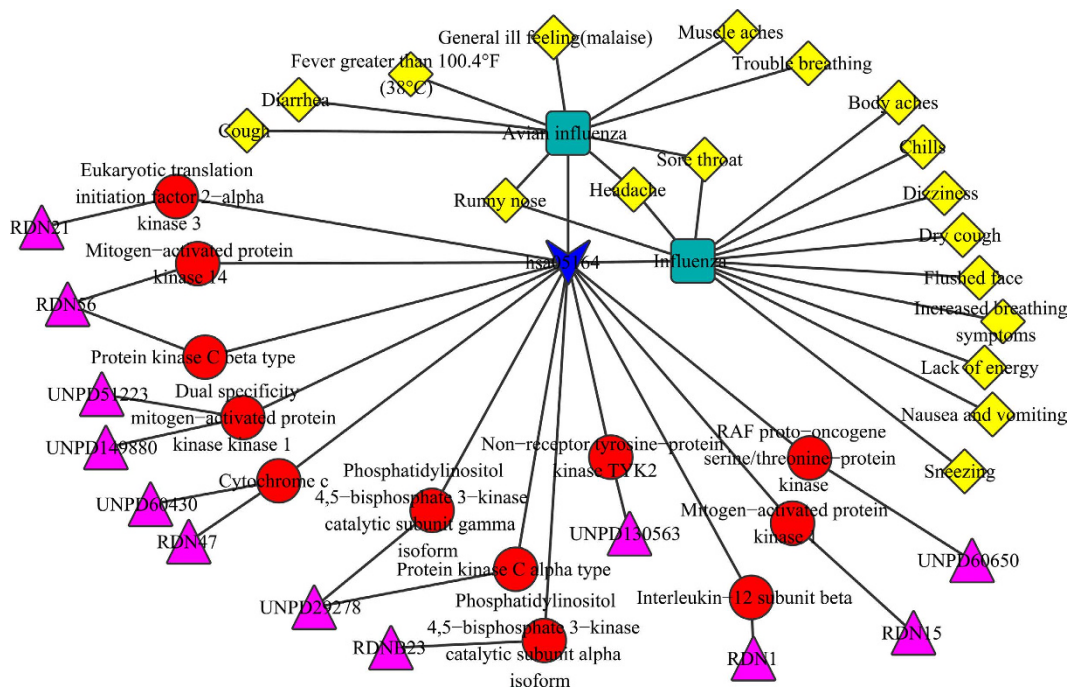 General ill feeling(malaise)
Muscle aches
Fever greater than 100.4°F
(38°C)
Trouble breathing
Diarrhea
Body aches
Cough
Avian influenza
Chills
Sore throat
Eukaryotic translation
initiation factor 2−alpha
kinase 3
Runny nose
Headache
Dizziness
RDN21
Dry cough
Mitogen−activated protein
kinase 14
hsa05164
Influenza
Flushed face
RDN56
Increased breathing
symptoms
Protein kinase C beta type
Lack of energy
UNPD51223
Dual specificity
mitogen−activated protein
kinase kinase 1
Nausea and vomiting
UNPD149880
Non−receptor tyrosine−protein
kinase TYK2
RAF proto−oncogene
serine/threonine−protein
kinase
Sneezing
Cytochrome c
UNPD60430
Phosphatidylinositol
4,5−bisphosphate 3−kinase
catalytic subunit gamma
isoform
Mitogen−activated protein
kinase 1
RDN47
UNPD130563
UNPD60650
Protein kinase C alpha type
UNPD29278
Interleukin−12 subunit beta
Phosphatidylinositol
4,5−bisphosphate 3−kinase
catalytic subunit alpha
isoform
RDNB23
RDN1
RDN15